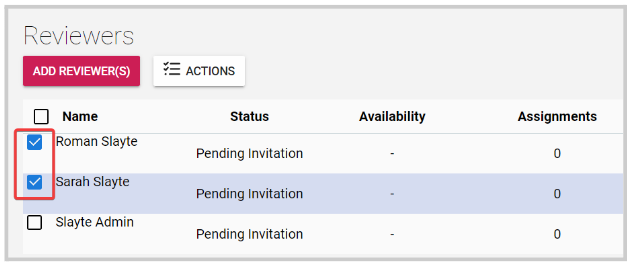 Reviewers
ADD REVIEWER(S) ACTIONS
Name Status Availability Assignments
Roman Slayte Pending Invitation - 0
Sarah Slayte Pending Invitation - 0
Slayte Admin Pending Invitation - 0